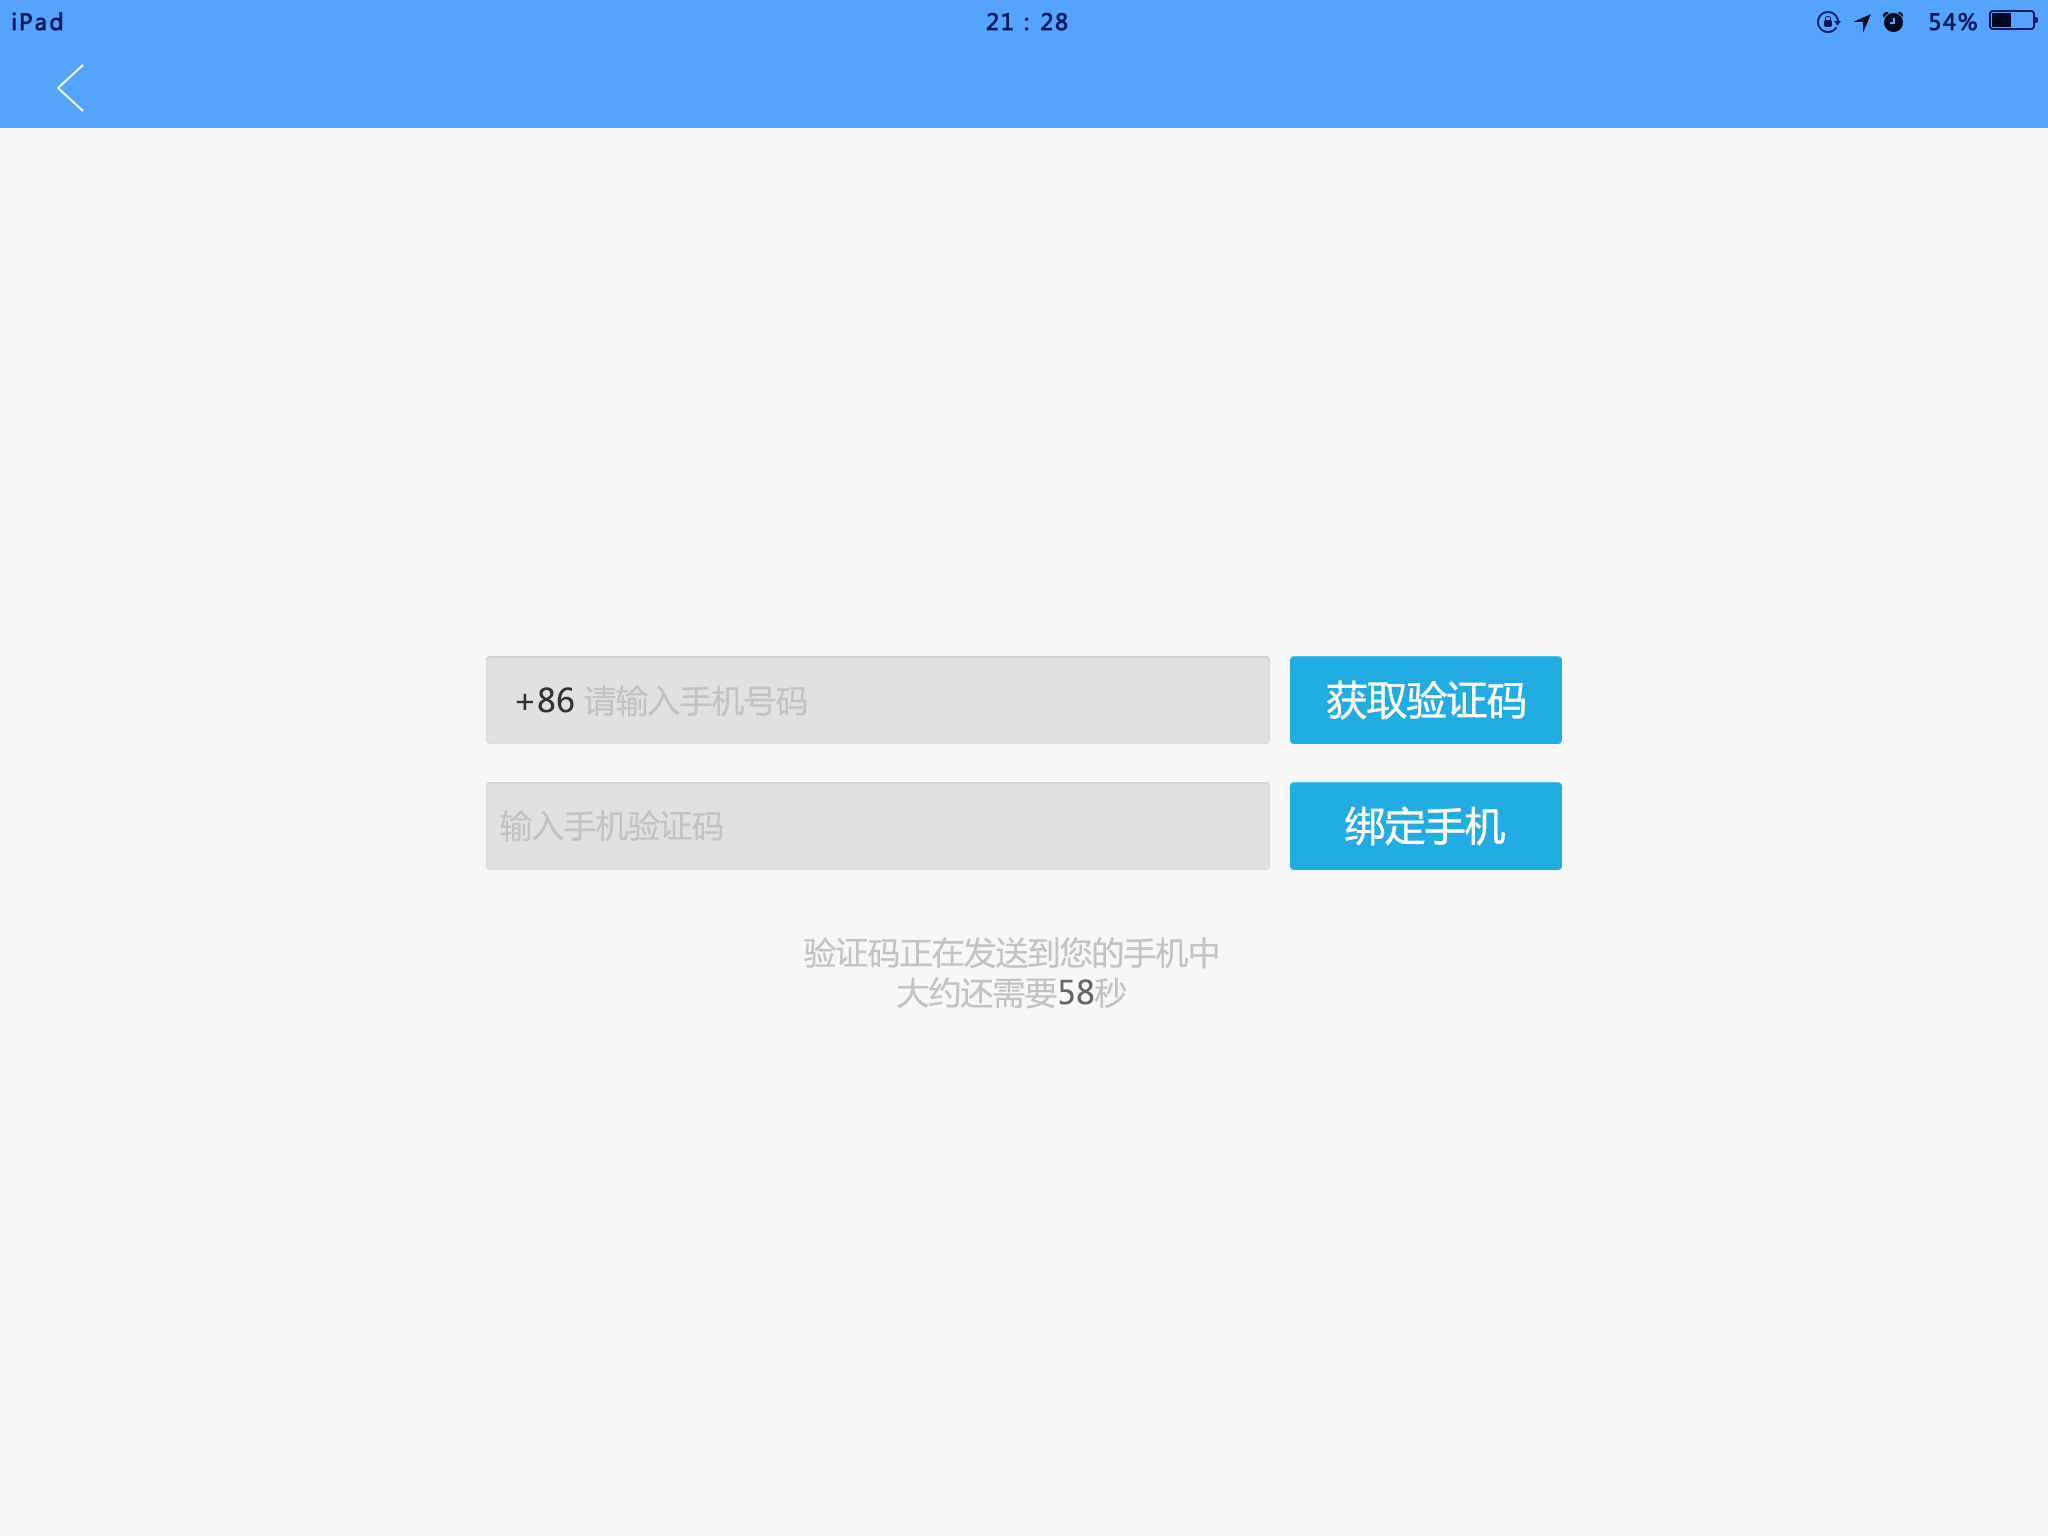 iPad 21 : 28 54%
+86 请输入手机号码 获取验证码
输入手机验证码 绑定手机
验证码正在发送到您的手机中
大约还需要58秒